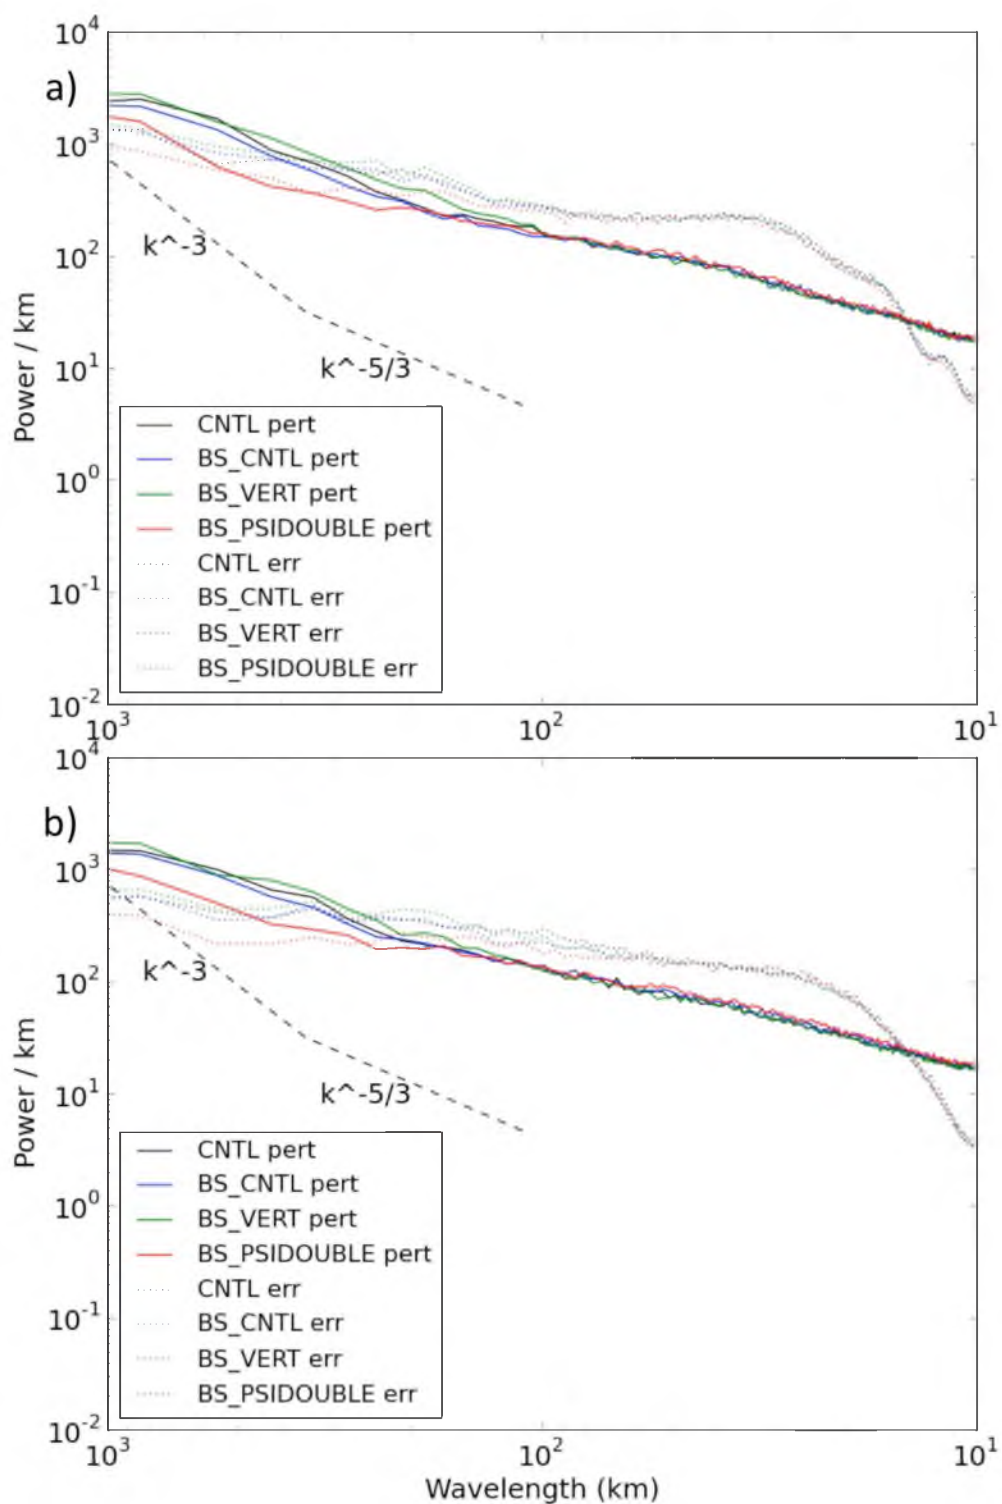 a)
10^4
10^3
10^2
10^1
10^0
10^-1
10^-2
Power / km
k^-3
k^-5/3
CNTL pert
BS_CNTL pert
BS_VERT pert
BS_PSIDOUBLE pert
CNTL err
BS_CNTL err
BS_VERT err
BS_PSIDOUBLE err
10^3 10^2 10^1
b)
10^4
10^3
10^2
10^1
10^0
10^-1
10^-2
Power / km
k^-3
k^-5/3
CNTL pert
BS_CNTL pert
BS_VERT pert
BS_PSIDOUBLE pert
CNTL err
BS_CNTL err
BS_VERT err
BS_PSIDOUBLE err
10^3 10^2 10^1
Wavelength (km)